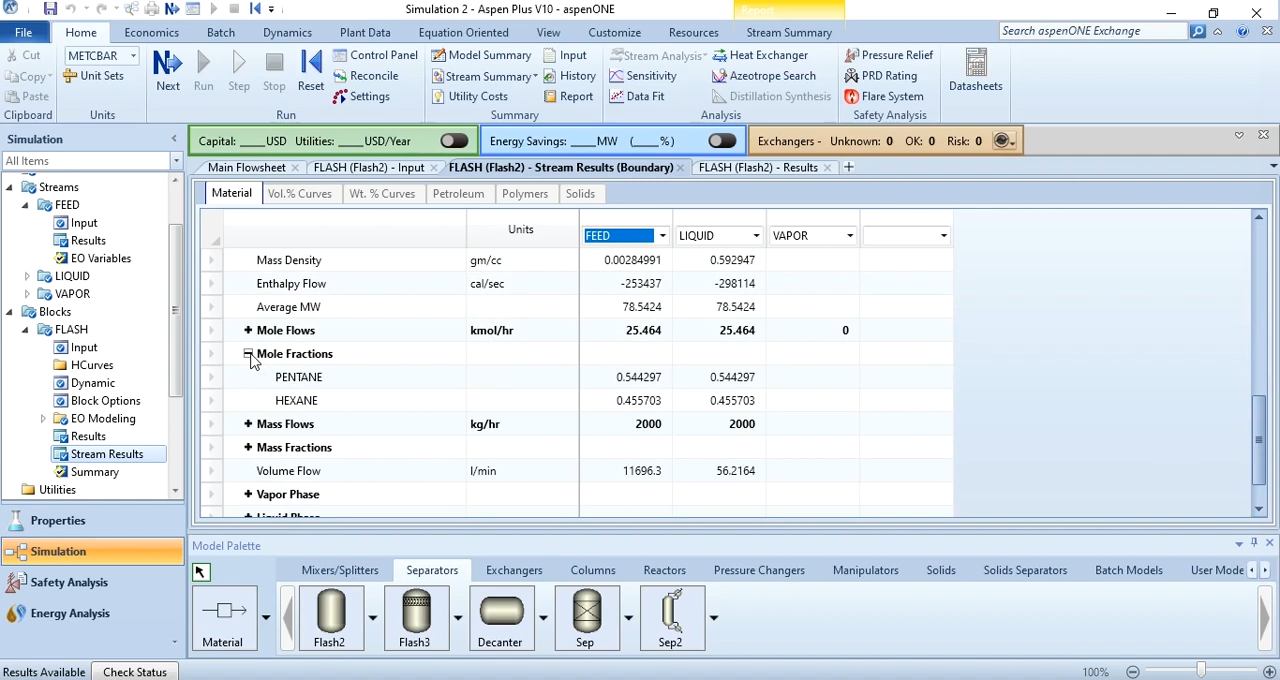 Simulation 2 - Aspen Plus V10 - aspenONE
Report
File Home Economics Batch Dynamics Plant Data Equation Oriented View Customize Resources Stream Summary Search aspenONE Exchange
Cut METCBAR Control Panel Model Summary Input Stream Analysis Heat Exchanger Pressure Relief
Copy Unit Sets Next Run Step Stop Reset Reconcile Stream Summary History Sensitivity Azeotrope Search PRD Rating Datasheets
Paste Settings Utility Costs Report Data Fit Distillation Synthesis Flare System
Clipboard Units Run Summary Analysis Safety Analysis
Simulation
Capital: ____USD Utilities: ____USD/Year Energy Savings: ____MW (____%) Exchangers - Unknown: 0 OK: 0 Risk: 0
All Items
Main Flowsheet FLASH (Flash2) - Input FLASH (Flash2) - Stream Results (Boundary) FLASH (Flash2) - Results
Streams
FEED
Input
Results
EO Variables
LIQUID
VAPOR
Blocks
FLASH
Input
HCurves
Dynamic
Block Options
EO Modeling
Results
Stream Results
Summary
Utilities
Properties
Simulation
Safety Analysis
Energy Analysis
Material Vol.% Curves Wt. % Curves Petroleum Polymers Solids
Units FEED LIQUID VAPOR
Mass Density gm/cc 0.00284991 0.592947
Enthalpy Flow cal/sec -253437 -298114
Average MW 78.5424 78.5424
+ Mole Flows kmol/hr 25.464 25.464 0
Mole Fractions
PENTANE 0.544297 0.544297
HEXANE 0.455703 0.455703
+ Mass Flows kg/hr 2000 2000
+ Mass Fractions
Volume Flow l/min 11696.3 56.2164
+ Vapor Phase
+ Liquid Phase
Model Palette
Mixers/Splitters Separators Exchangers Columns Reactors Pressure Changers Manipulators Solids Solids Separators Batch Models User Mode
Material Flash2 Flash3 Decanter Sep Sep2
Results Available Check Status 100%